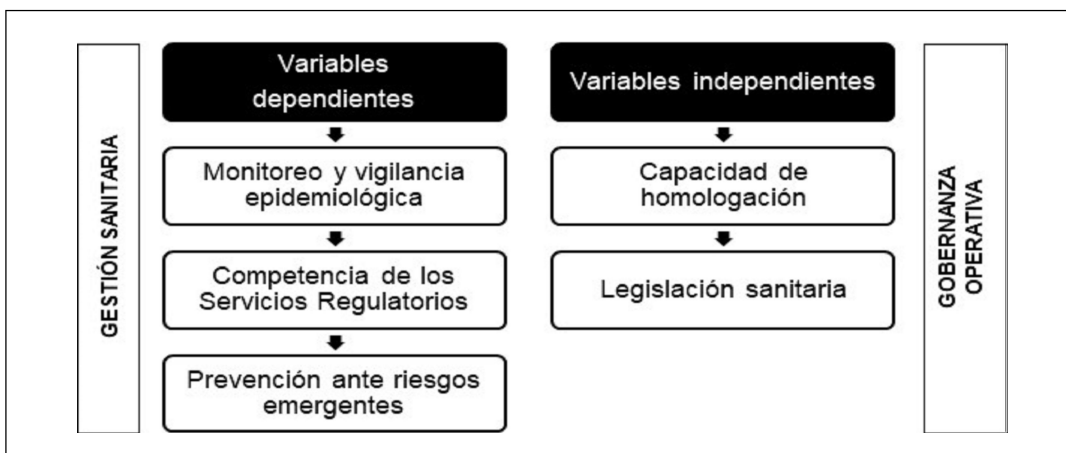 GESTIÓN SANITARIA
Variables
dependientes
Monitoreo y vigilancia
epidemiológica
Competencia de los
Servicios Regulatorios
Prevención ante riesgos
emergentes
Variables independientes
Capacidad de
homologación
Legislación sanitaria
GOBERNANZA
OPERATIVA